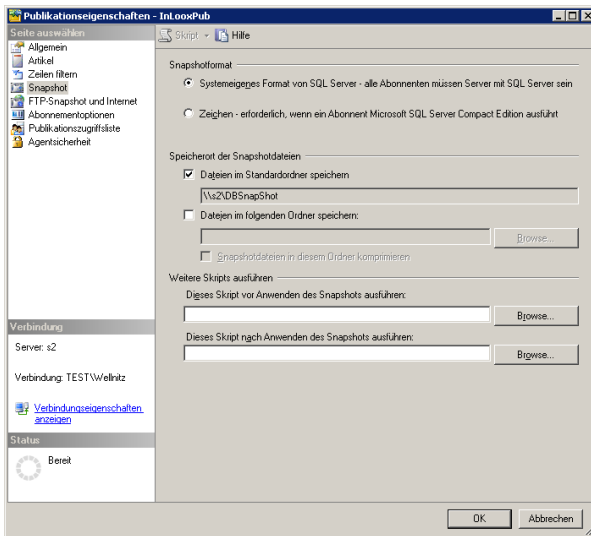 Publikationseigenschaften - InLooxPub
Seite auswählen
Allgemein
Artikel
Zeilen filtern
Snapshot
FTP-Snapshot und Internet
Abonnementoptionen
Publikationszugriffsliste
Agentsicherheit
Skript
Hilfe
Snapshotformat
Systemeigenes Format von SQL Server - alle Abonnenten müssen Server mit SQL Server sein
Zeichen - erforderlich, wenn ein Abonnent Microsoft SQL Server Compact Edition ausführt
Speicherort der Snapshotdateien
Dateien im Standardordner speichern
\\s2\DBSnapShot
Dateien im folgenden Ordner speichern:
Browse...
Snapshotdateien in diesem Ordner komprimieren
Weitere Skripts ausführen
Dieses Skript vor Anwenden des Snapshots ausführen:
Browse...
Dieses Skript nach Anwenden des Snapshots ausführen:
Browse...
Verbindung
Server: s2
Verbindung: TEST\Wellnitz
Verbindungseigenschaften
anzeigen
Status
Bereit
OK
Abbrechen